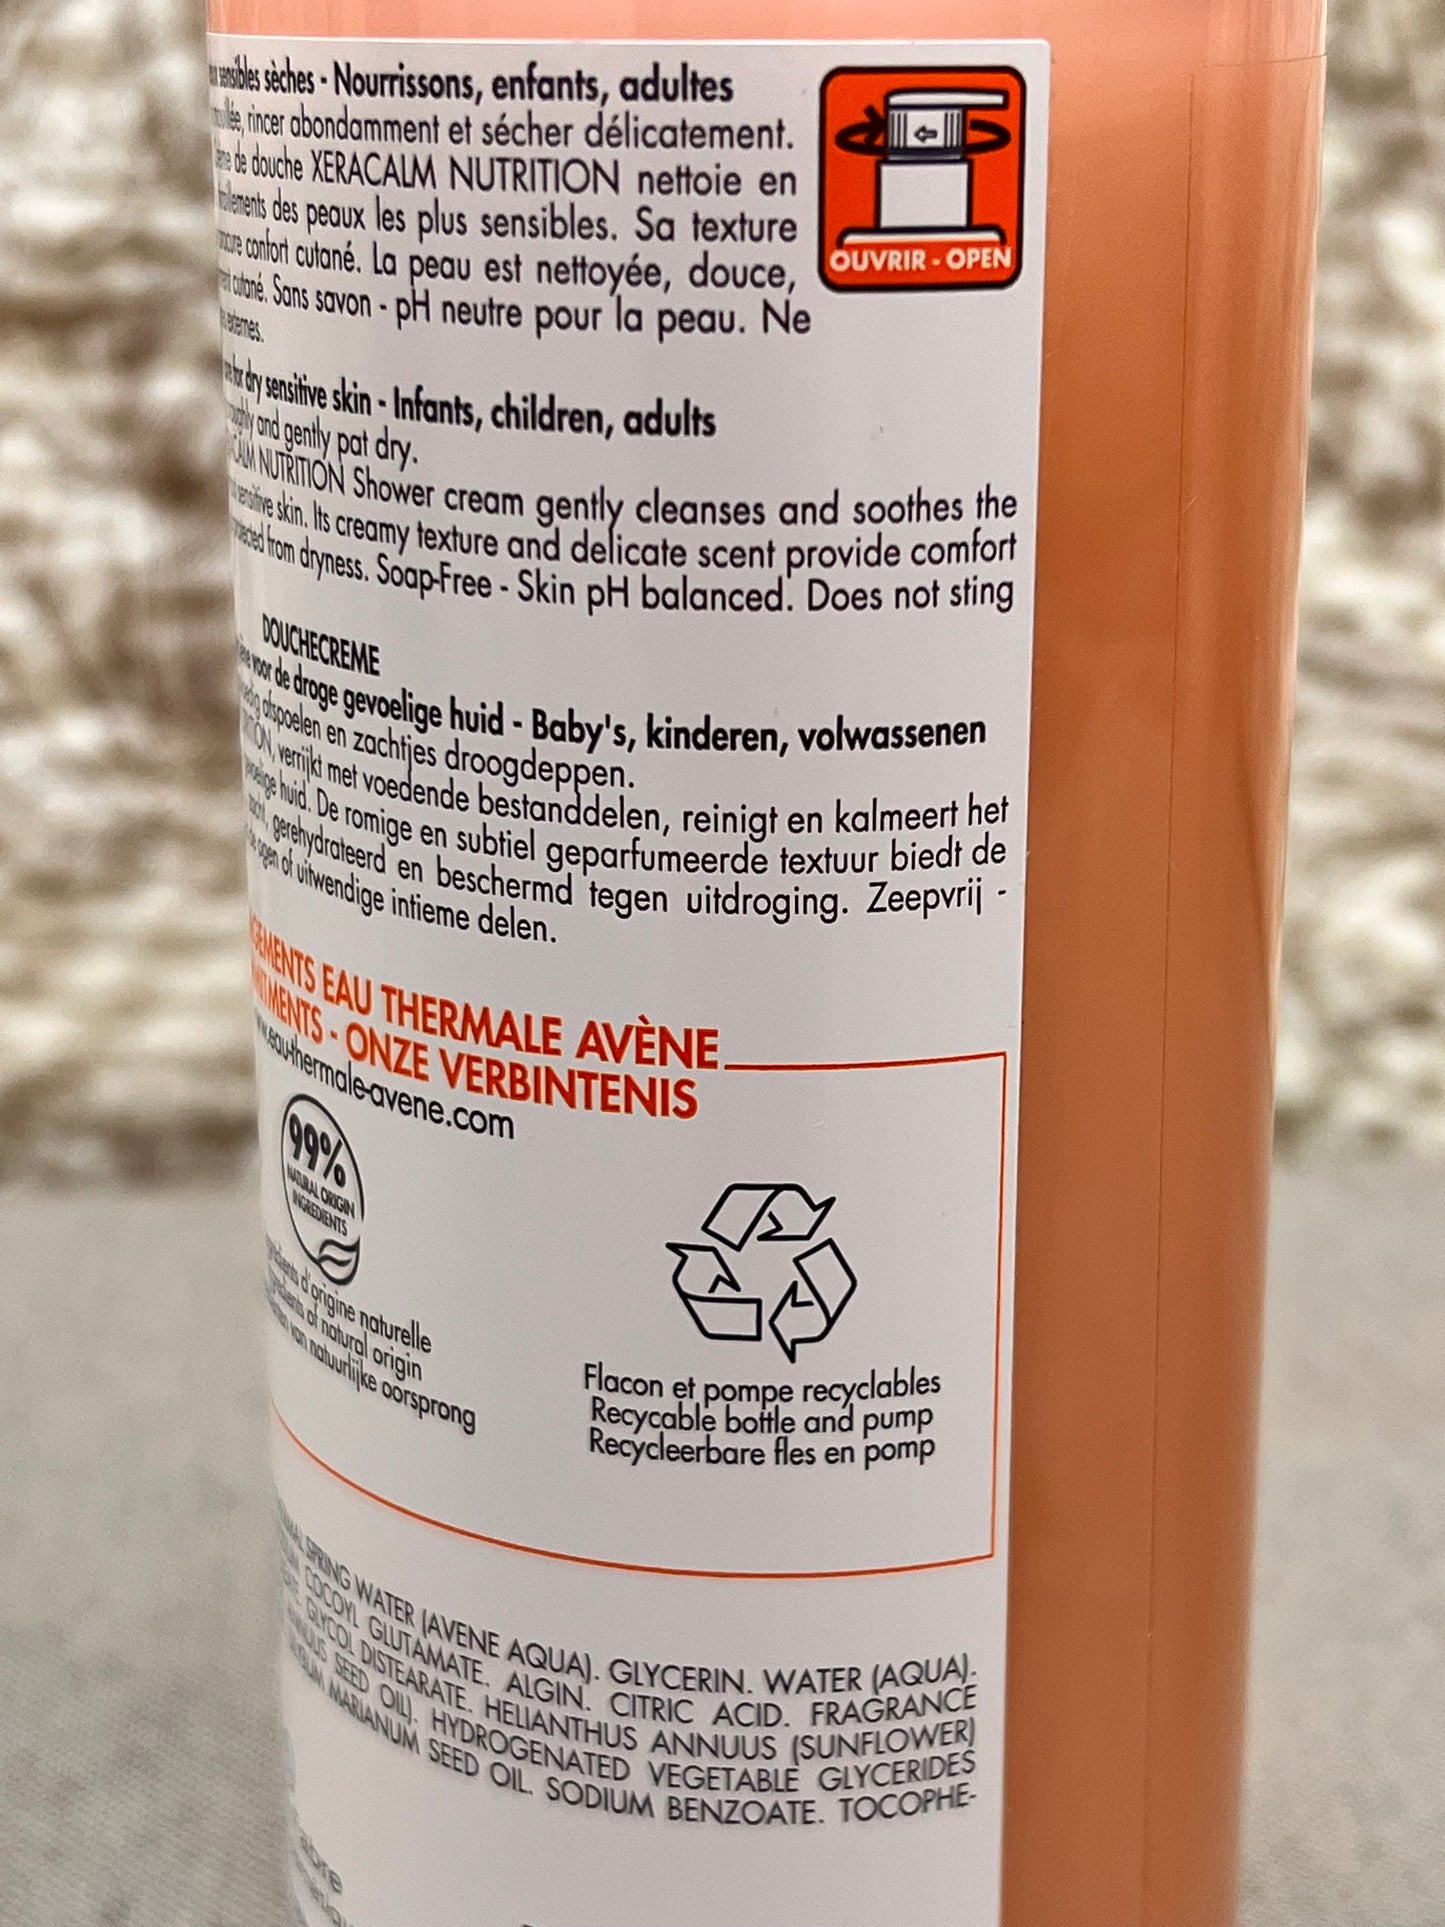 sensibles sèches - Nourrissons, enfants, adultes
rincer abondamment et sécher délicatement.
de douche XERACALM NUTRITION nettoie en
des peaux les plus sensibles. Sa texture
confort cutané. La peau est nettoyée, douce,
cutané. Sans savon - pH neutre pour la peau. Ne
externes.
OUVRIR - OPEN
for dry sensitive skin - Infants, children, adults
and gently pat dry.
NUTRITION Shower cream gently cleanses and soothes the
sensitive skin. Its creamy texture and delicate scent provide comfort
from dryness. Soap-Free - Skin pH balanced. Does not sting
DOUCHECREME
voor de droge gevoelige huid - Baby's, kinderen, volwassenen
afspoelen en zachtjes droogdeppen.
verrijkt met voedende bestanddelen, reinigt en kalmeert het
huid. De romige en subtiel geparfumeerde textuur biedt de
gerehydrateerd en beschermd tegen uitdroging. Zeepvrij -
ogen of uitwendige intieme delen.
EAU THERMALE AVÈNE
- ONZE VERBINTENIS
eau-thermale-avene.com
99%
NATURAL ORIGIN
INGREDIENTS
d'origine naturelle
of natural origin
van natuurlijke oorsprong
Flacon et pompe recyclables
Recycable bottle and pump
Recycleerbare fles en pomp
SPRING WATER (AVENE AQUA). GLYCERIN. WATER (AQUA).
COCOYL GLUTAMATE. ALGIN. CITRIC ACID. FRAGRANCE
GLYCOL DISTEARATE. HELIANTHUS ANNUUS (SUNFLOWER)
SEED OIL). HYDROGENATED VEGETABLE GLYCERIDES
MARIANUM SEED OIL. SODIUM BENZOATE. TOCOPHE-